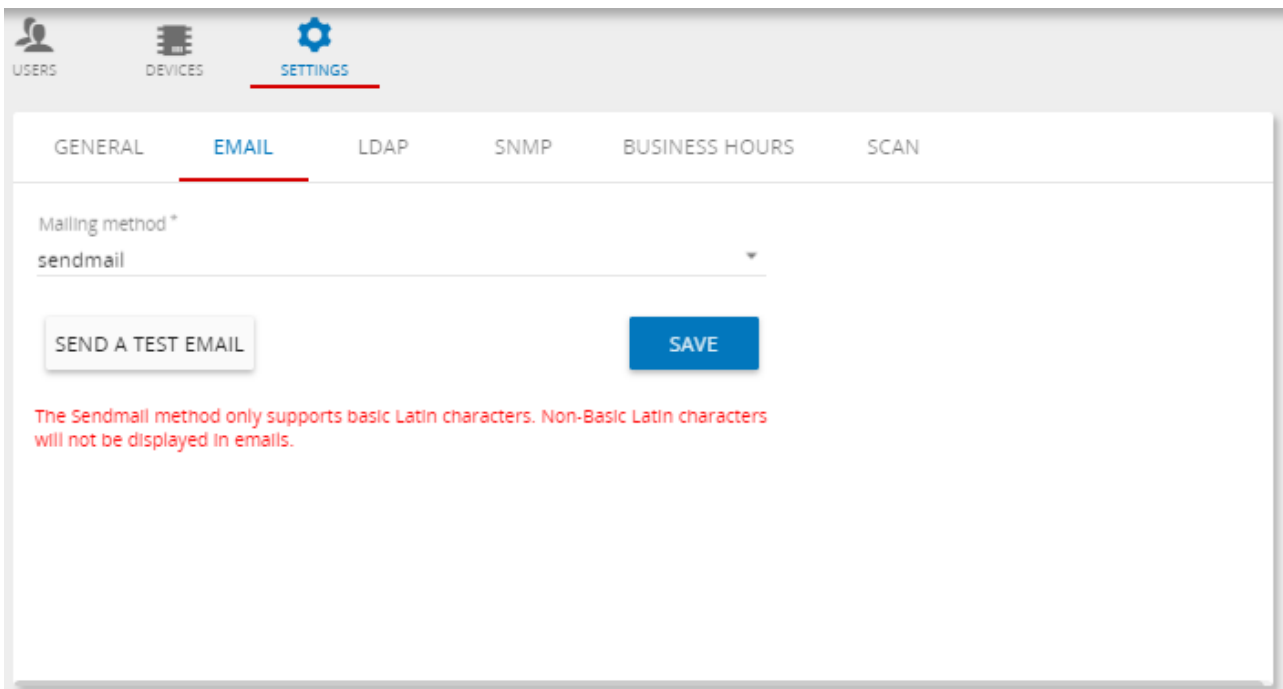 USERS DEVICES SETTINGS
GENERAL EMAIL LDAP SNMP BUSINESS HOURS SCAN
Mailing method *
sendmail
SEND A TEST EMAIL SAVE
The Sendmail method only supports basic Latin characters. Non-Basic Latin characters
will not be displayed in emails.